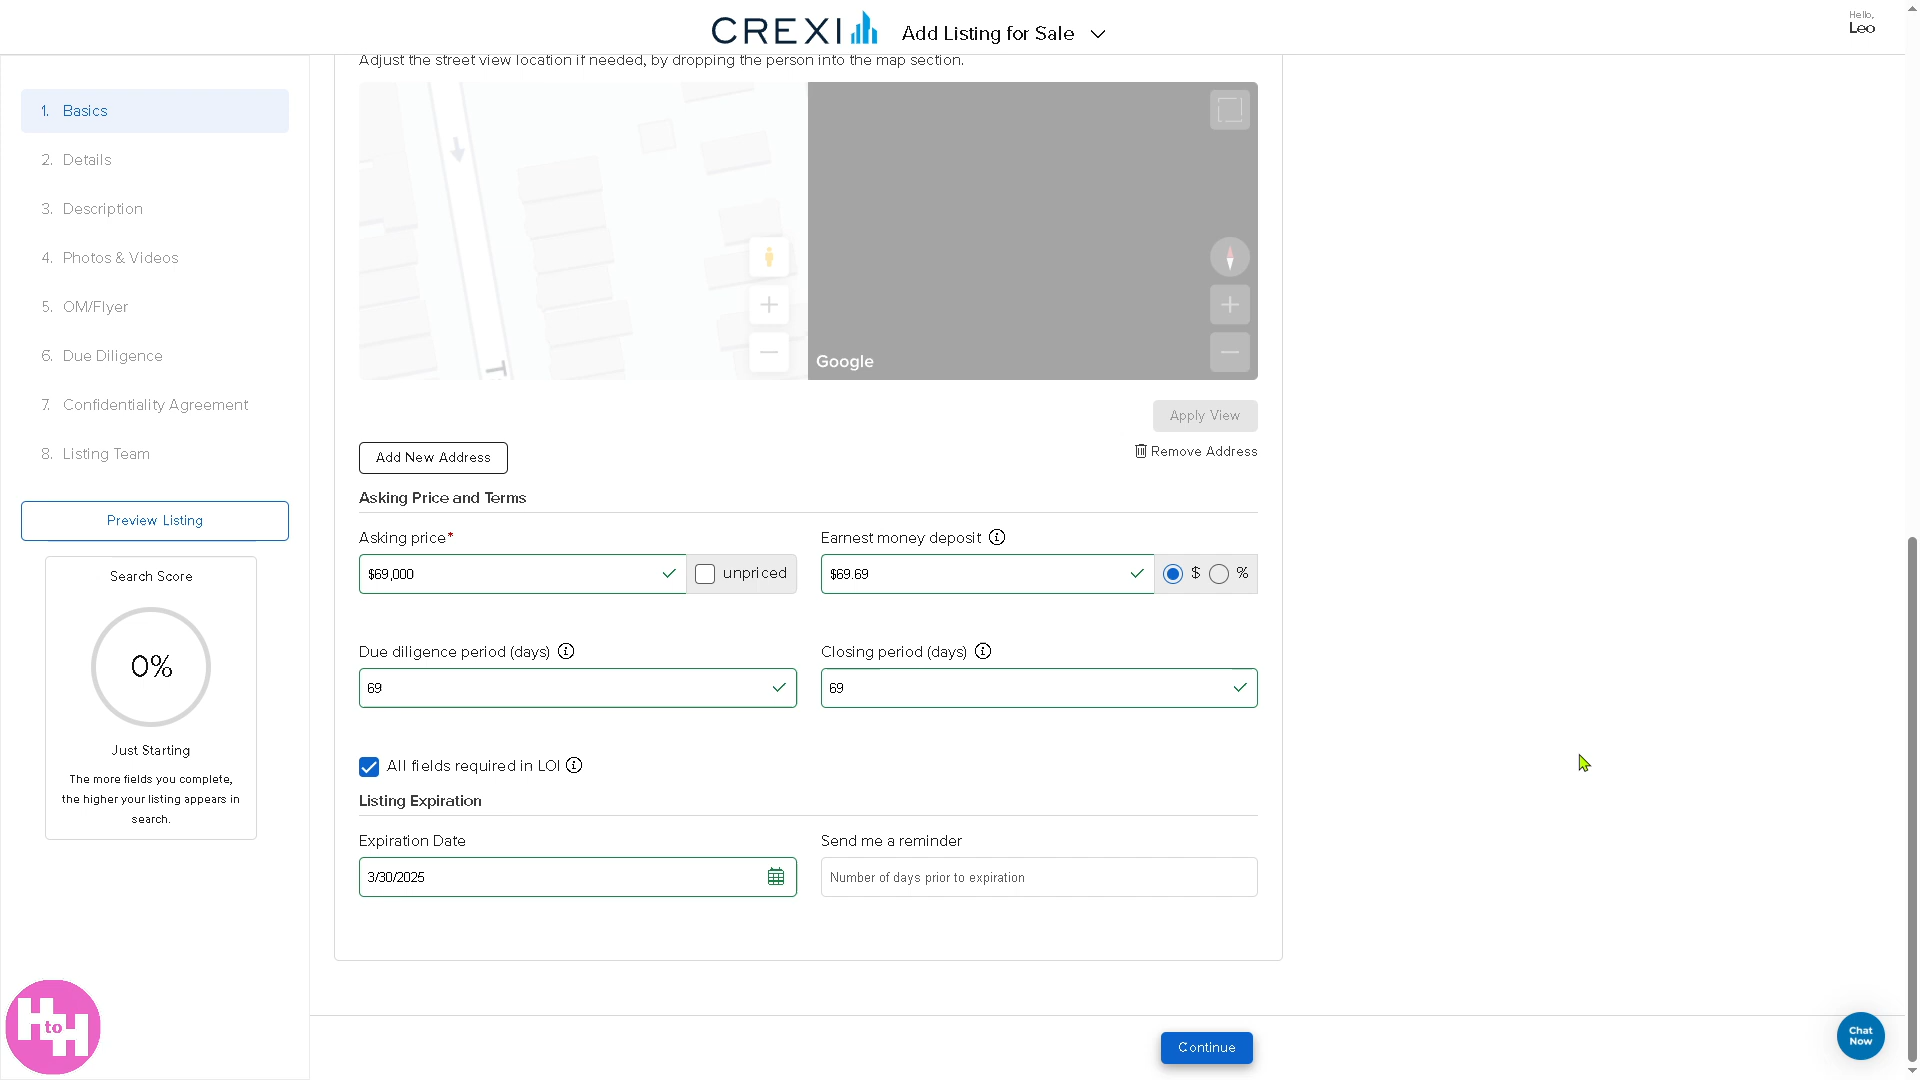 CREXI
Add Listing for Sale
Hello,
Leo
Adjust the street view location if needed, by dropping the person into the map section.
1. Basics
2. Details
3. Description
4. Photos & Videos
5. OM/Flyer
6. Due Diligence
7. Confidentiality Agreement
8. Listing Team
Preview Listing
Search Score
0%
Just Starting
The more fields you complete,
the higher your listing appears in
search.
Google
Apply View
Add New Address
Remove Address
Asking Price and Terms
Asking price*
Earnest money deposit
$69,000
unpriced
$69.69
$
%
Due diligence period (days)
Closing period (days)
69
69
All fields required in LOI
Listing Expiration
Expiration Date
Send me a reminder
3/30/2025
Number of days prior to expiration
Continue
Chat
Now
H to H